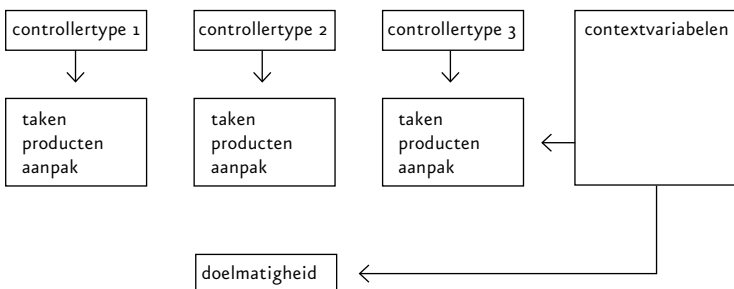 controllertype 1
controllertype 2
controllertype 3
contextvariabelen
taken
producten
aanpak
taken
producten
aanpak
taken
producten
aanpak
doelmatigheid